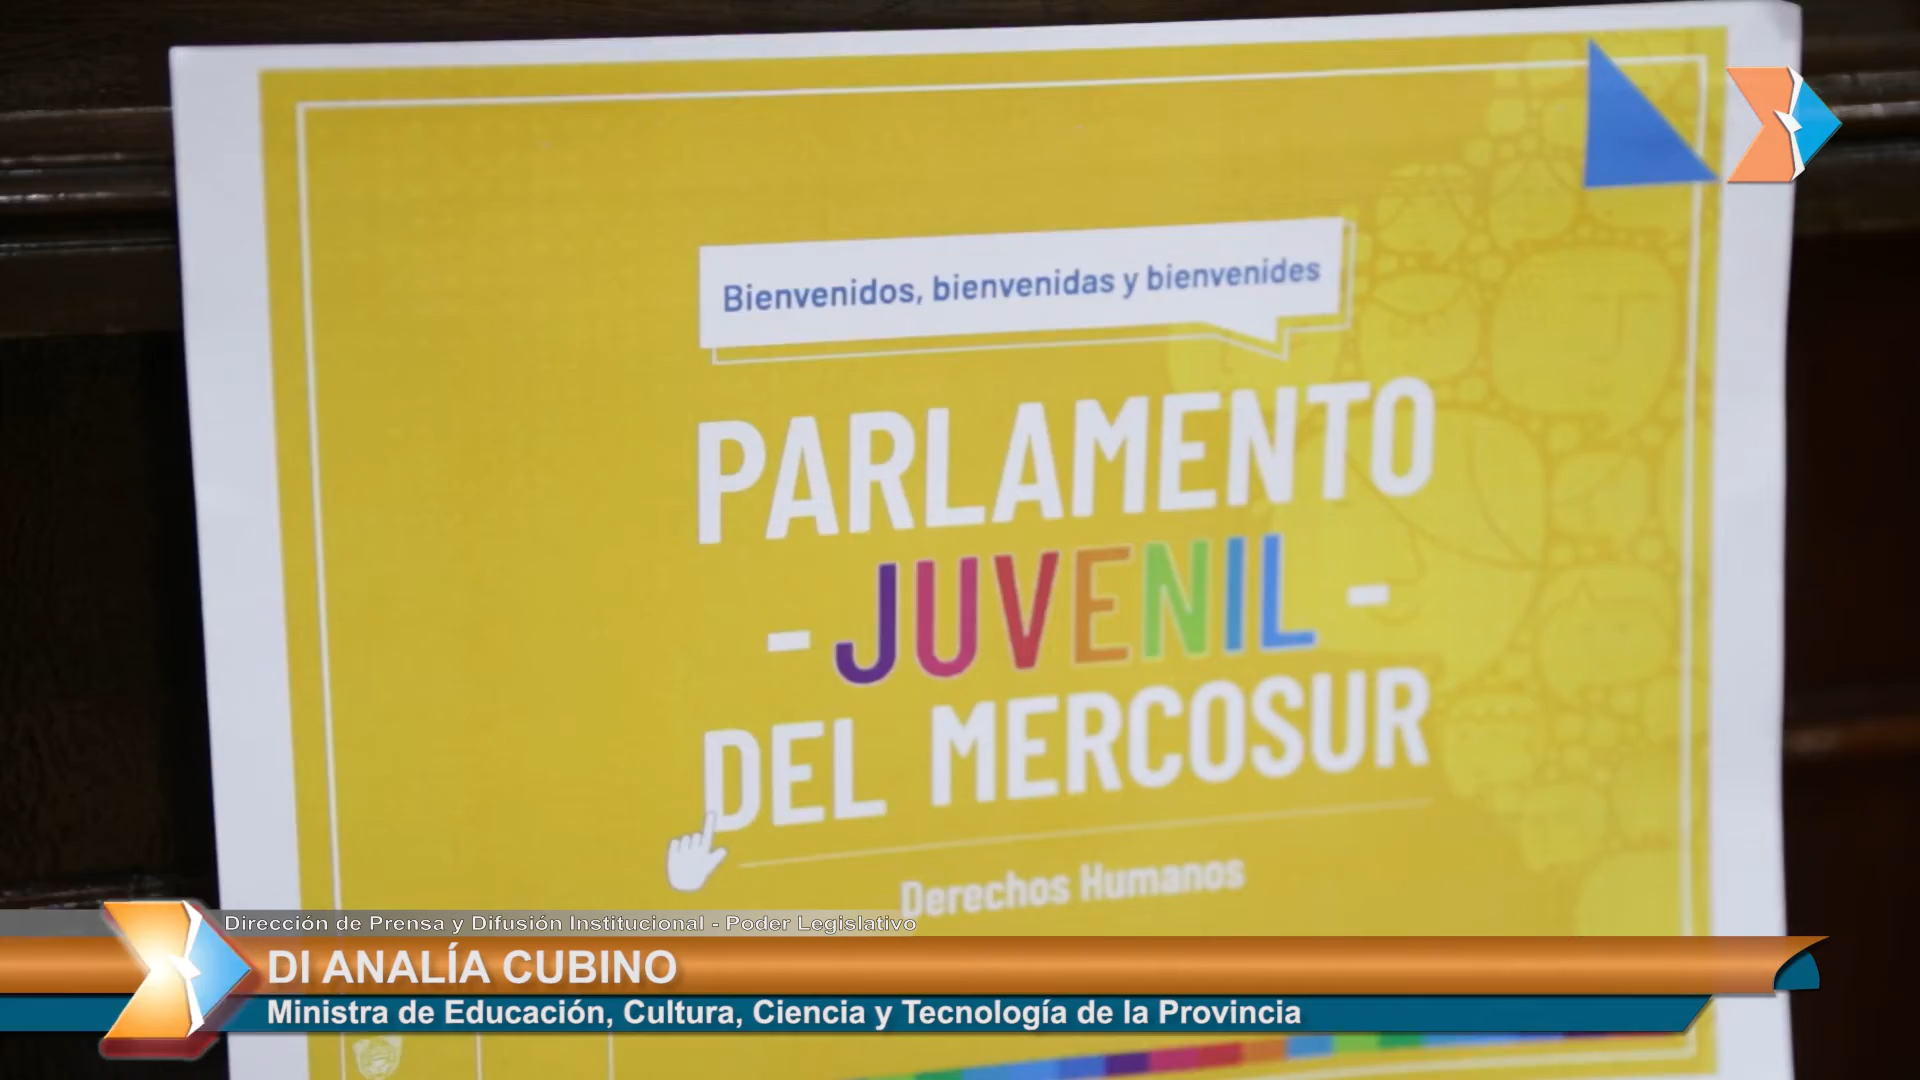 Bienvenidos, bienvenidas y bienvenides
PARLAMENTO
- JUVENIL -
DEL MERCOSUR
Derechos Humanos
Dirección de Prensa y Difusión Institucional - Poder Legislativo
DI ANALÍA CUBINO
Ministra de Educación, Cultura, Ciencia y Tecnología de la Provincia